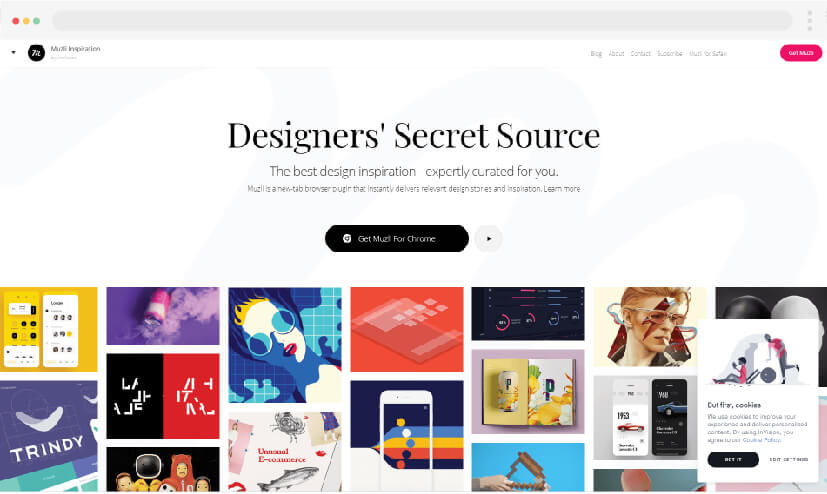 Muzli Inspiration
Blog About Contact Subscribe Muzli for Safari
Get Muzli
Designers' Secret Source
The best design inspiration expertly curated for you.
Muzli is a new-tab browser plugin that instantly delivers relevant design stories and inspiration. Learn more
Get Muzli For Chrome
TRINDY
Unusual
E-commerce
1953
But first, cookies
We use cookies to improve your
experience and deliver personalized
content. By using InVision, you
agree to our Cookie Policy.
GOT IT EDIT SETTINGS